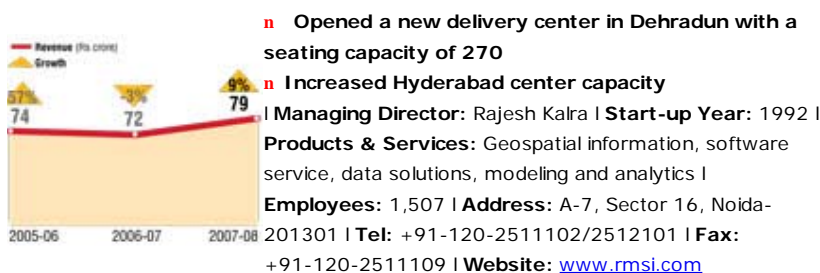 Revenue (Rs crore)
Growth
57%
74
-3%
72
9%
79
2005-06 2006-07 2007-08
n Opened a new delivery center in Dehradun with a
seating capacity of 270
n Increased Hyderabad center capacity
l Managing Director: Rajesh Kalra l Start-up Year: 1992 l
Products & Services: Geospatial information, software
service, data solutions, modeling and analytics l
Employees: 1,507 l Address: A-7, Sector 16, Noida-
201301 l Tel: +91-120-2511102/2512101 l Fax:
+91-120-2511109 l Website: www.rmsi.com